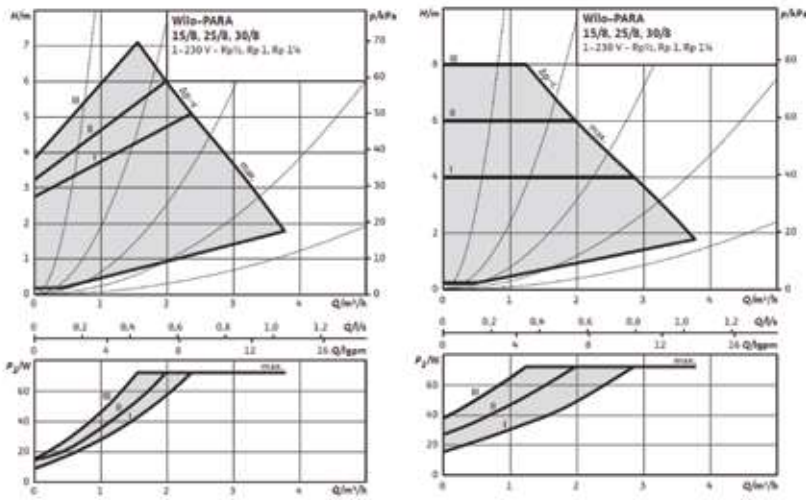 H/m
p/kPa
Wilo-PARA
15/8, 25/8, 30/8
1~230 V - Rp½, Rp 1, Rp 1¼
7
6
5
4
3
2
1
0
70
60
50
40
30
20
10
0
III
II
I
Δp-v
max.
0 1 2 3 4 Q/m³/h
0 0,2 0,4 0,6 0,8 1,0 1,2 Q/l/s
0 4 8 12 16 Q/Igpm
P₂/W
60
40
20
0
III
II
I
max.
0 1 2 3 4 Q/m³/h
H/m
p/kPa
Wilo-PARA
15/8, 25/8, 30/8
1~230 V - Rp½, Rp 1, Rp 1¼
8
6
4
2
0
80
60
40
20
0
III
II
I
Δp-c
max.
0 1 2 3 4 Q/m³/h
0 0,2 0,4 0,6 0,8 1,0 1,2 Q/l/s
0 4 8 12 16 Q/Igpm
P₂/W
60
40
20
0
III
II
I
max.
0 1 2 3 4 Q/m³/h